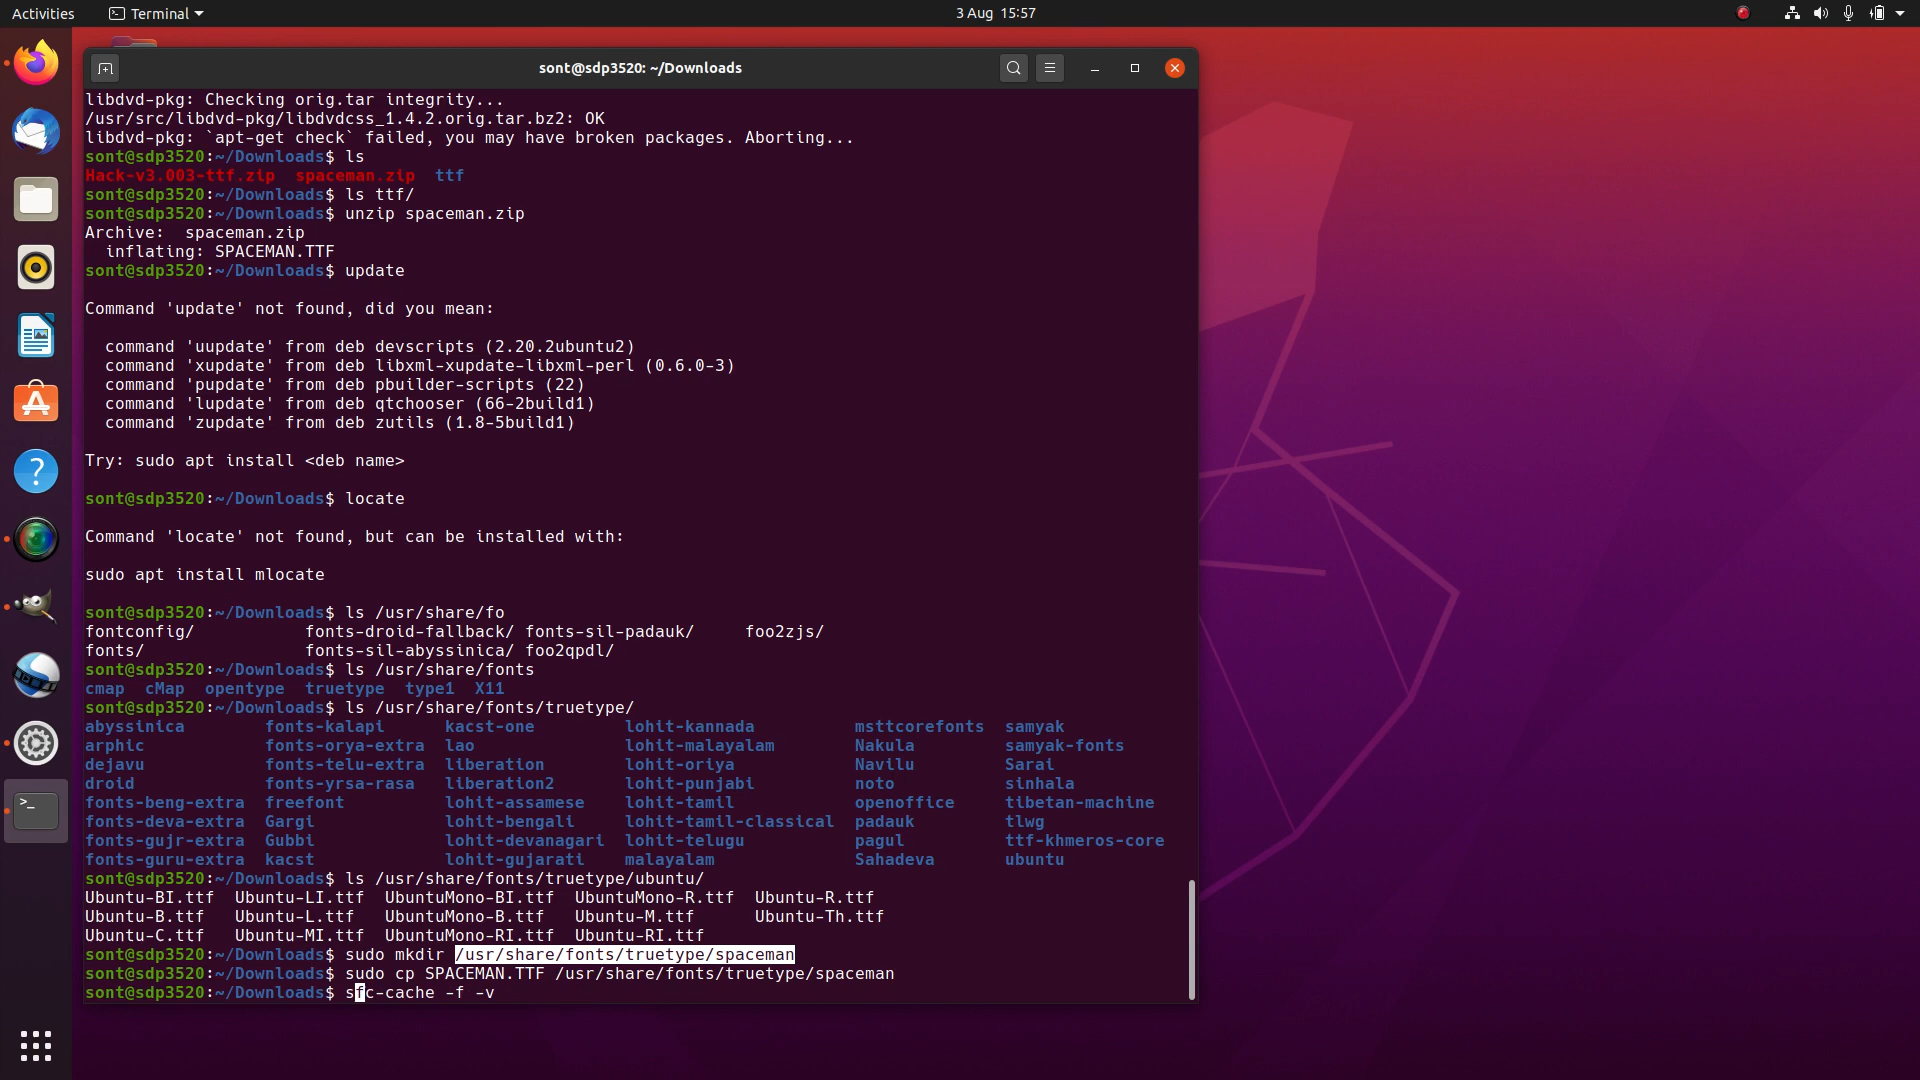 Activities Terminal 3 Aug 15:57
sont@sdp3520: ~/Downloads
libdvd-pkg: Checking orig.tar integrity...
/usr/src/libdvd-pkg/libdvdcss_1.4.2.orig.tar.bz2: OK
libdvd-pkg: `apt-get check` failed, you may have broken packages. Aborting...
sont@sdp3520:~/Downloads$ ls
Hack-v3.003-ttf.zip  spaceman.zip  ttf
sont@sdp3520:~/Downloads$ ls ttf/
sont@sdp3520:~/Downloads$ unzip spaceman.zip
Archive:  spaceman.zip
  inflating: SPACEMAN.TTF
sont@sdp3520:~/Downloads$ update
Command 'update' not found, did you mean:
  command 'uupdate' from deb devscripts (2.20.2ubuntu2)
  command 'xupdate' from deb libxml-xupdate-libxml-perl (0.6.0-3)
  command 'pupdate' from deb pbuilder-scripts (22)
  command 'lupdate' from deb qtchooser (66-2build1)
  command 'zupdate' from deb zutils (1.8-5build1)
Try: sudo apt install <deb name>
sont@sdp3520:~/Downloads$ locate
Command 'locate' not found, but can be installed with:
sudo apt install mlocate
sont@sdp3520:~/Downloads$ ls /usr/share/fo
fontconfig/           fonts-droid-fallback/ fonts-sil-padauk/     foo2zjs/
fonts/                fonts-sil-abyssinica/ foo2qpdl/
sont@sdp3520:~/Downloads$ ls /usr/share/fonts
cmap  cMap  opentype  truetype  type1  X11
sont@sdp3520:~/Downloads$ ls /usr/share/fonts/truetype/
abyssinica        fonts-kalapi      kacst-one         lohit-kannada          msttcorefonts  samyak
arphic            fonts-orya-extra  lao               lohit-malayalam        Nakula         samyak-fonts
dejavu            fonts-telu-extra  liberation        lohit-oriya            Navilu         Sarai
droid             fonts-yrsa-rasa   liberation2       lohit-punjabi          noto           sinhala
fonts-beng-extra  freefont          lohit-assamese    lohit-tamil            openoffice     tibetan-machine
fonts-deva-extra  Gargi             lohit-bengali     lohit-tamil-classical  padauk         tlwg
fonts-gujr-extra  Gubbi             lohit-devanagari  lohit-telugu           pagul          ttf-khmeros-core
fonts-guru-extra  kacst             lohit-gujarati    malayalam              Sahadeva       ubuntu
sont@sdp3520:~/Downloads$ ls /usr/share/fonts/truetype/ubuntu/
Ubuntu-BI.ttf  Ubuntu-LI.ttf  UbuntuMono-BI.ttf  UbuntuMono-R.ttf  Ubuntu-R.ttf
Ubuntu-B.ttf   Ubuntu-L.ttf   UbuntuMono-B.ttf   Ubuntu-M.ttf      Ubuntu-Th.ttf
Ubuntu-C.ttf   Ubuntu-MI.ttf  UbuntuMono-RI.ttf  Ubuntu-RI.ttf
sont@sdp3520:~/Downloads$ sudo mkdir /usr/share/fonts/truetype/spaceman
sont@sdp3520:~/Downloads$ sudo cp SPACEMAN.TTF /usr/share/fonts/truetype/spaceman
sont@sdp3520:~/Downloads$ sfc-cache -f -v